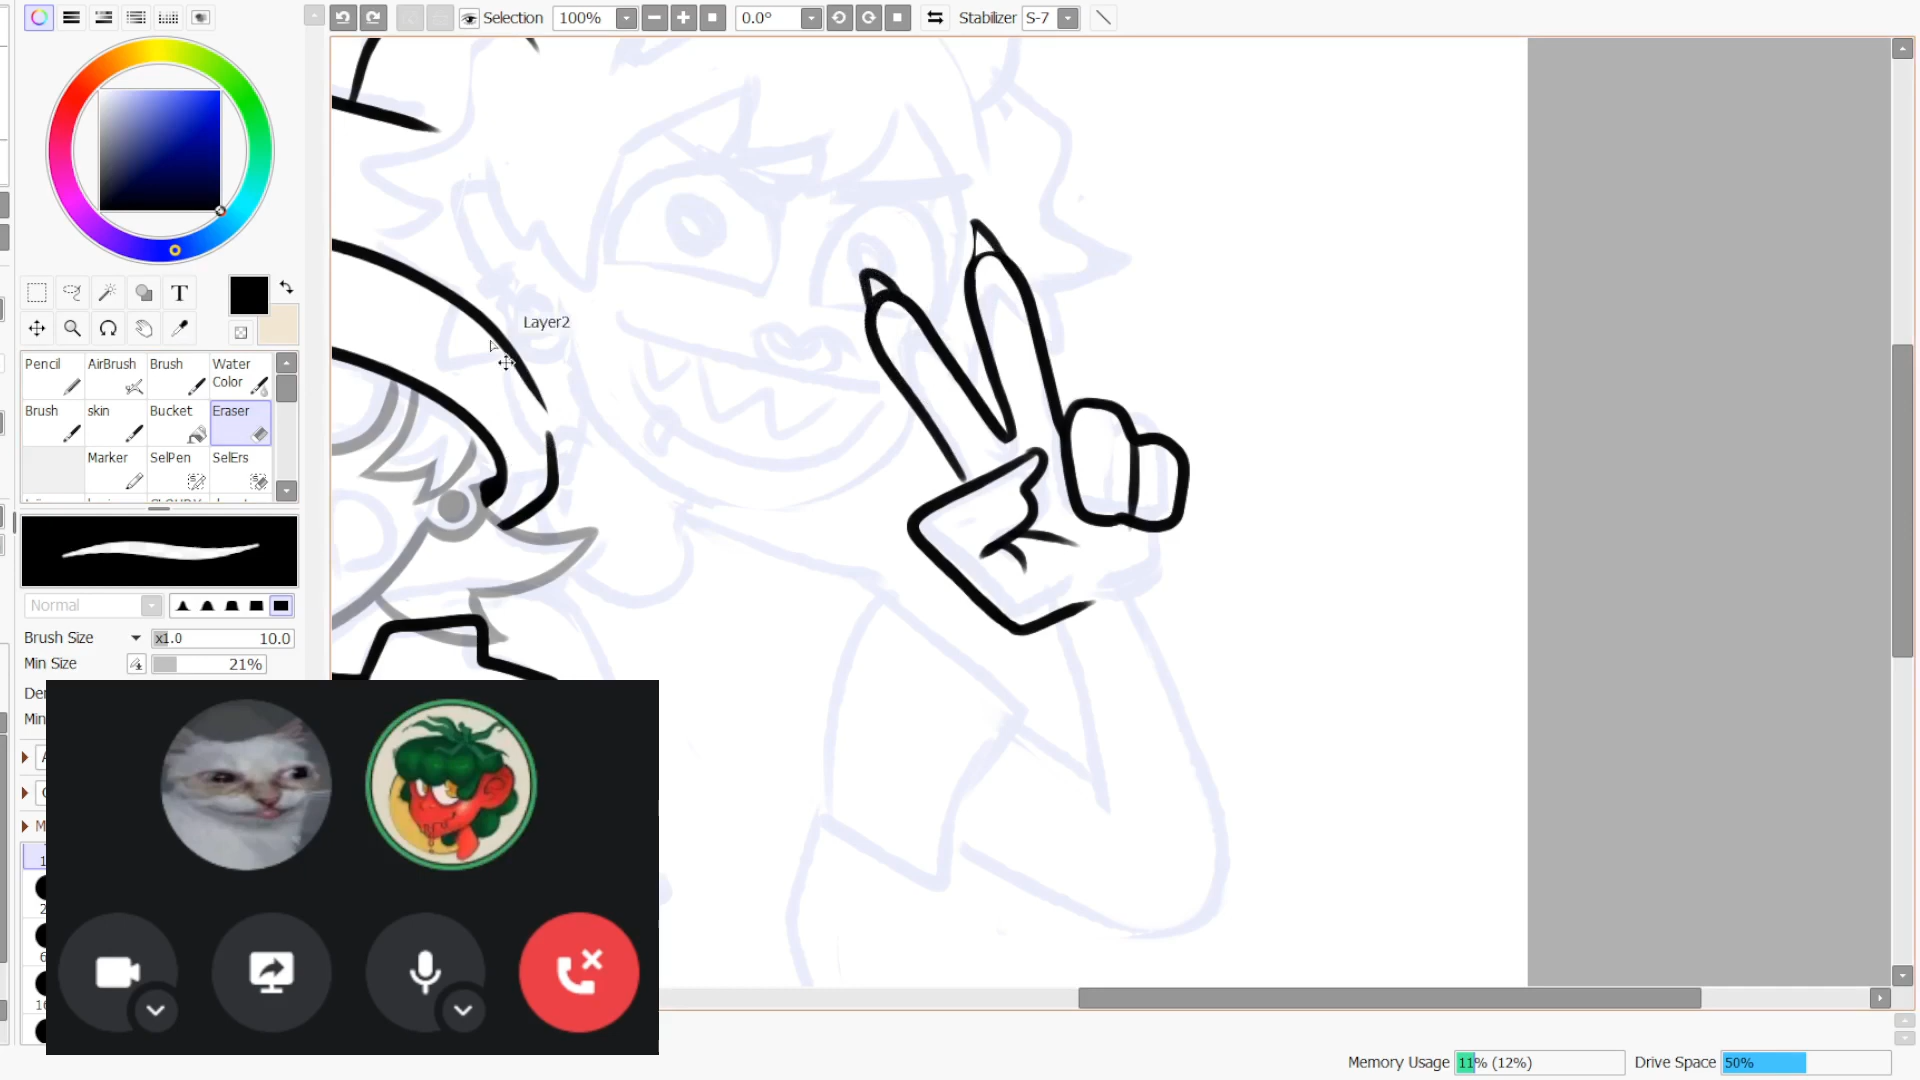 Selection 100% 0.0° Stabilizer S-7
T
Layer2
Pencil AirBrush Brush Water Color
Brush skin Bucket Eraser
Marker SelPen SelErs
Normal
Brush Size x1.0 10.0
Min Size 21%
Memory Usage 11% (12%) Drive Space 50%